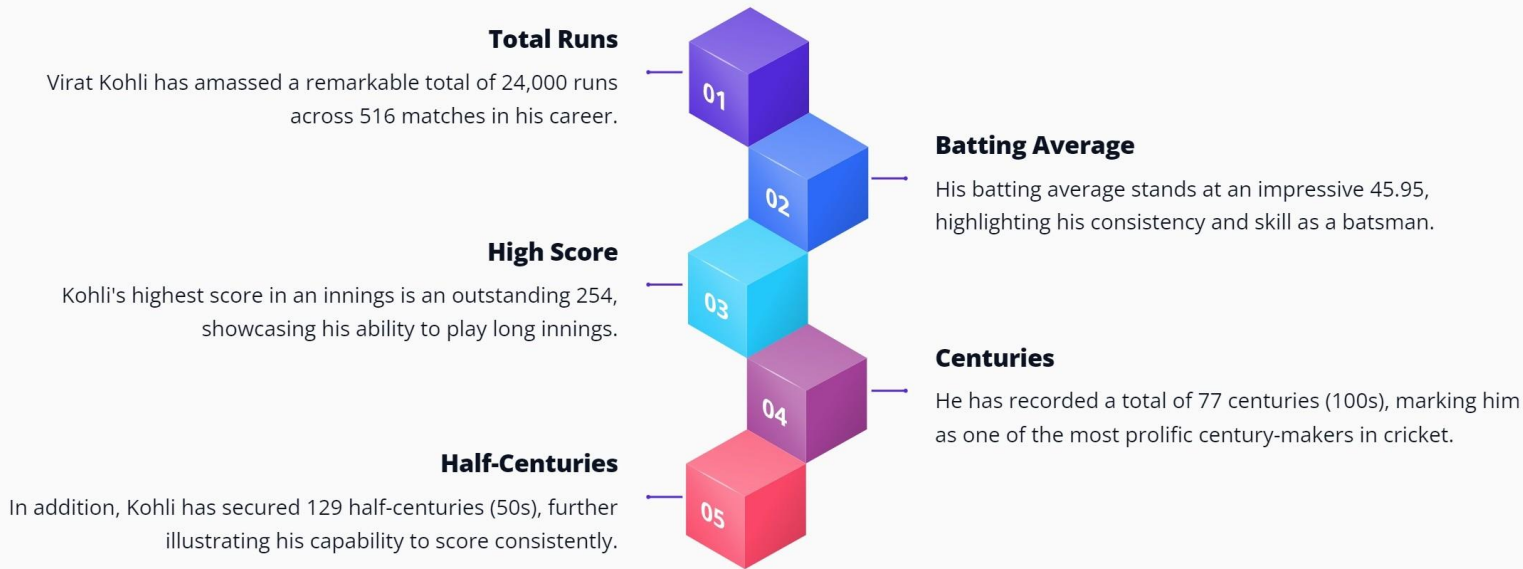 Total Runs
Virat Kohli has amassed a remarkable total of 24,000 runs
across 516 matches in his career.
01
Batting Average
His batting average stands at an impressive 45.95,
highlighting his consistency and skill as a batsman.
02
High Score
Kohli's highest score in an innings is an outstanding 254,
showcasing his ability to play long innings.
03
Centuries
He has recorded a total of 77 centuries (100s), marking him
as one of the most prolific century-makers in cricket.
04
Half-Centuries
In addition, Kohli has secured 129 half-centuries (50s), further
illustrating his capability to score consistently.
05